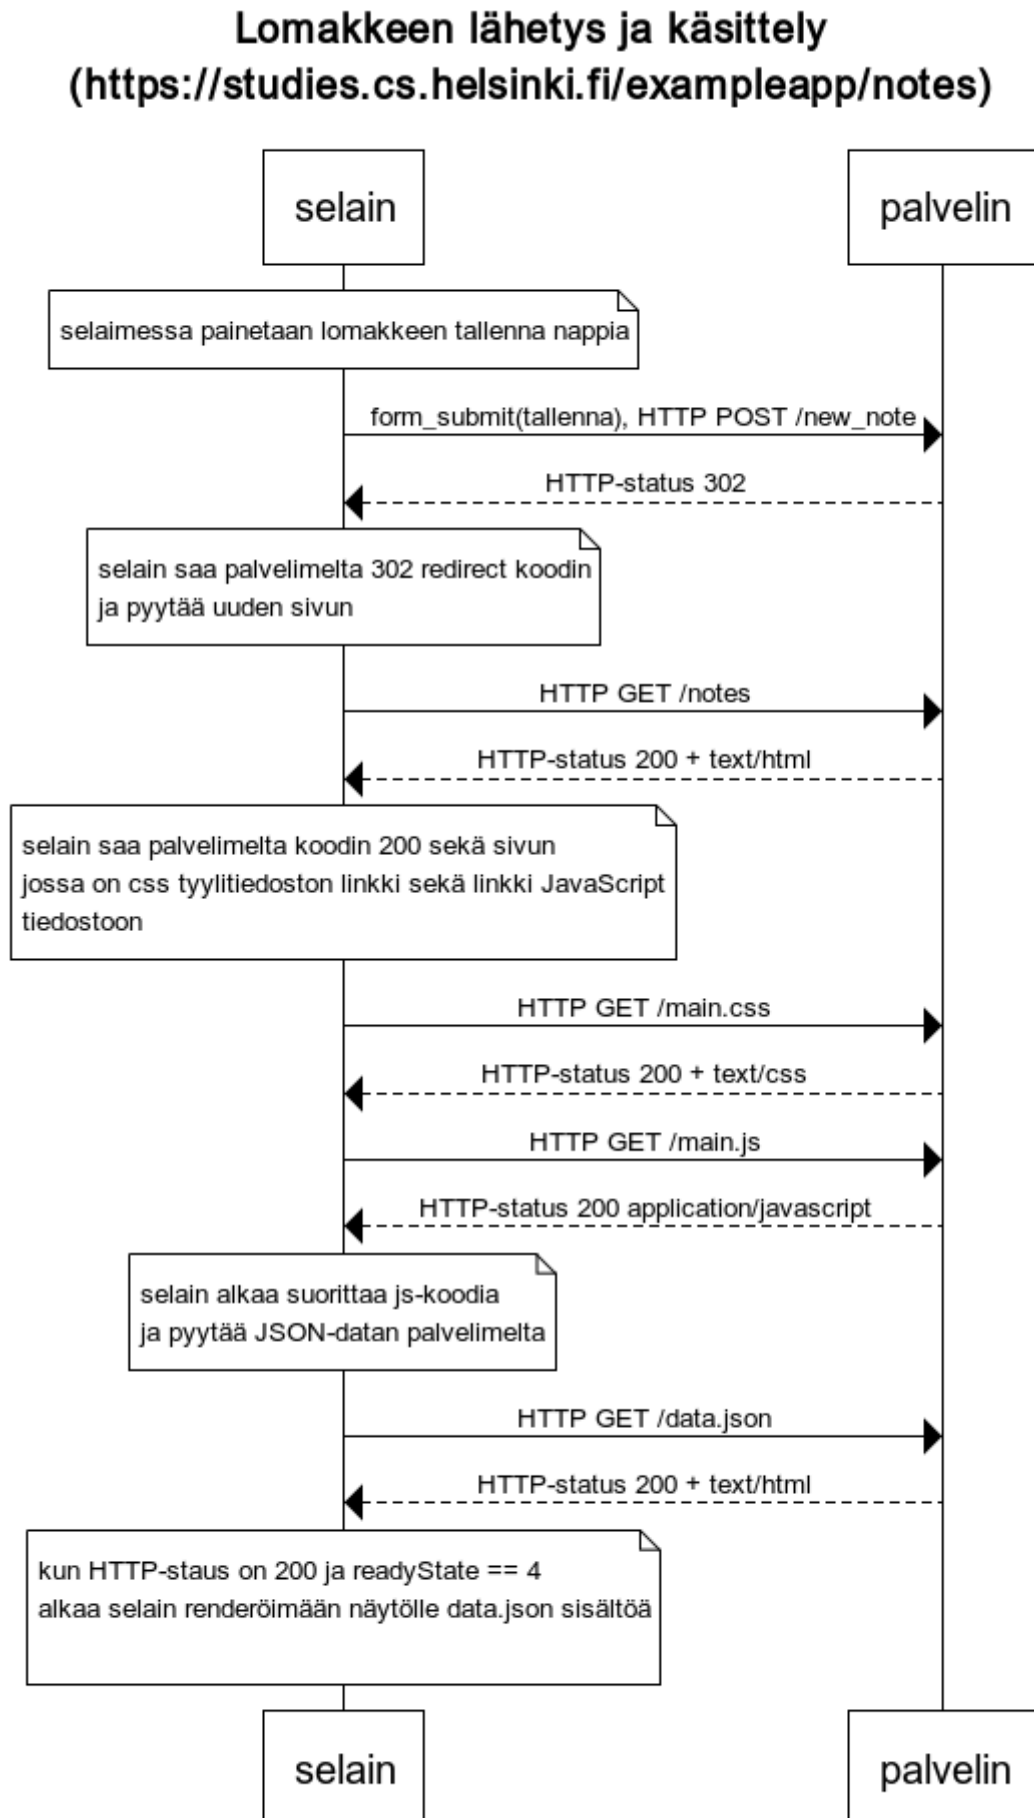 Lomakkeen lähetys ja käsittely
(https://studies.cs.helsinki.fi/exampleapp/notes)
selain
palvelin
selaimessa painetaan lomakkeen tallenna nappia
form_submit(tallenna), HTTP POST /new_note
HTTP-status 302
selain saa palvelimelta 302 redirect koodin
ja pyytää uuden sivun
HTTP GET /notes
HTTP-status 200 + text/html
selain saa palvelimelta koodin 200 sekä sivun
jossa on css tyylitiedoston linkki sekä linkki JavaScript
tiedostoon
HTTP GET /main.css
HTTP-status 200 + text/css
HTTP GET /main.js
HTTP-status 200 application/javascript
selain alkaa suorittaa js-koodia
ja pyytää JSON-datan palvelimelta
HTTP GET /data.json
HTTP-status 200 + text/html
kun HTTP-staus on 200 ja readyState == 4
alkaa selain renderöimään näytölle data.json sisältöä
selain
palvelin